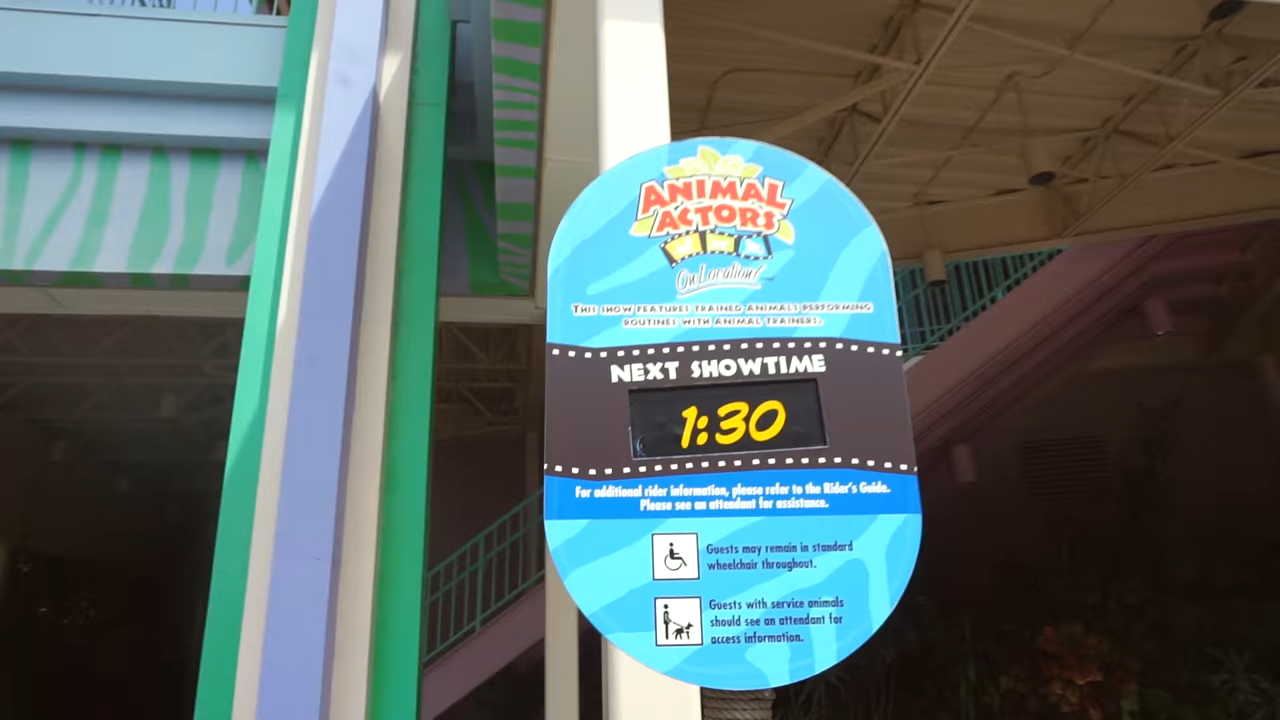 ANIMAL
ACTORS
On Location!
THIS SHOW FEATURES TRAINED ANIMALS PERFORMING
ROUTINES WITH ANIMAL TRAINERS.
NEXT SHOWTIME
1:30
For additional rider information, please refer to the Rider's Guide.
Please see an attendant for assistance.
Guests may remain in standard
wheelchair throughout.
Guests with service animals
should see an attendant for
access information.